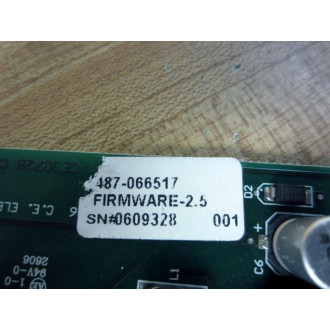 487-066517
FIRMWARE-2.5
SN#0609328 001
D2
C6
+
L1
C.E. ELE
94V-0
2606